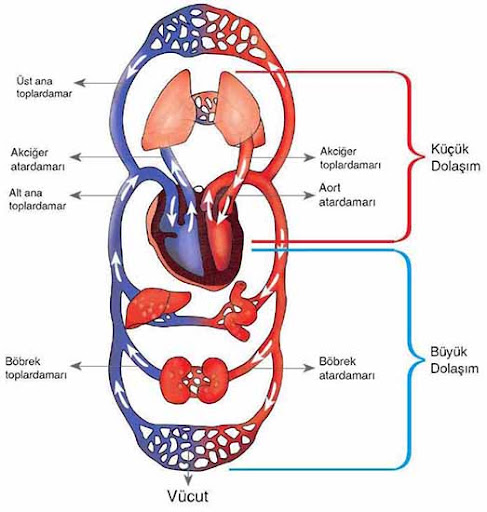 Üst ana
toplardamar
Akciğer
atardamarı
Alt ana
toplardamar
Akciğer
toplardamarı
Aort
atardamarı
Küçük
Dolaşım
Böbrek
toplardamarı
Böbrek
atardamarı
Büyük
Dolaşım
Vücut